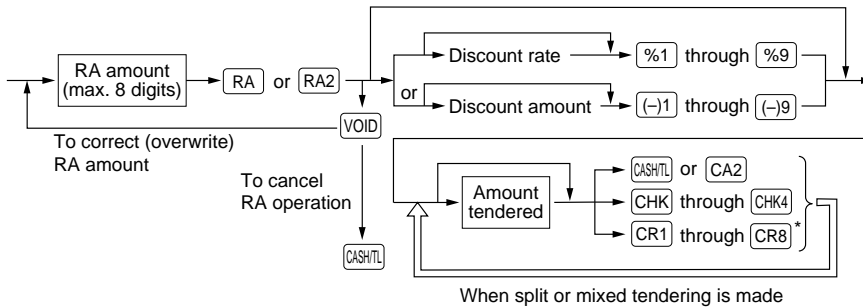 RA amount
(max. 8 digits)
RA or RA2
Discount rate
%1 through %9
or
Discount amount
(–)1 through (–)9
VOID
To correct (overwrite)
RA amount
To cancel
RA operation
CASH/TL
Amount
tendered
CASH/TL or CA2
CHK through CHK4
CR1 through CR8 *
When split or mixed tendering is made